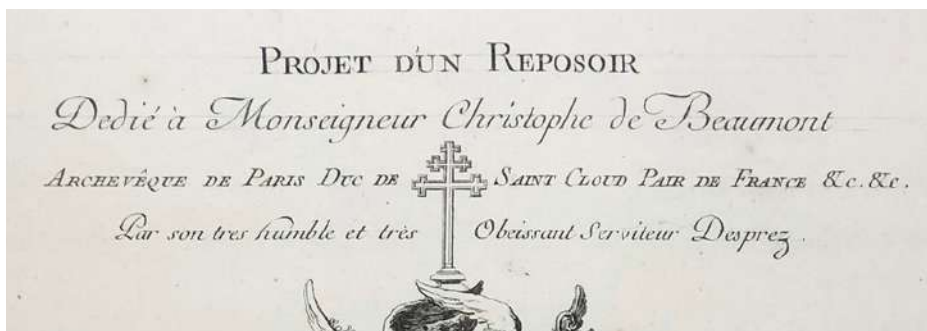 PROJET D'UN REPOSOIR
Dedié à Monseigneur Christophe de Beaumont
ARCHEVÊQUE DE PARIS DUC DE SAINT CLOUD PAIR DE FRANCE &c. &c.
Par son tres humble et très Obeissant Serviteur Desprez.